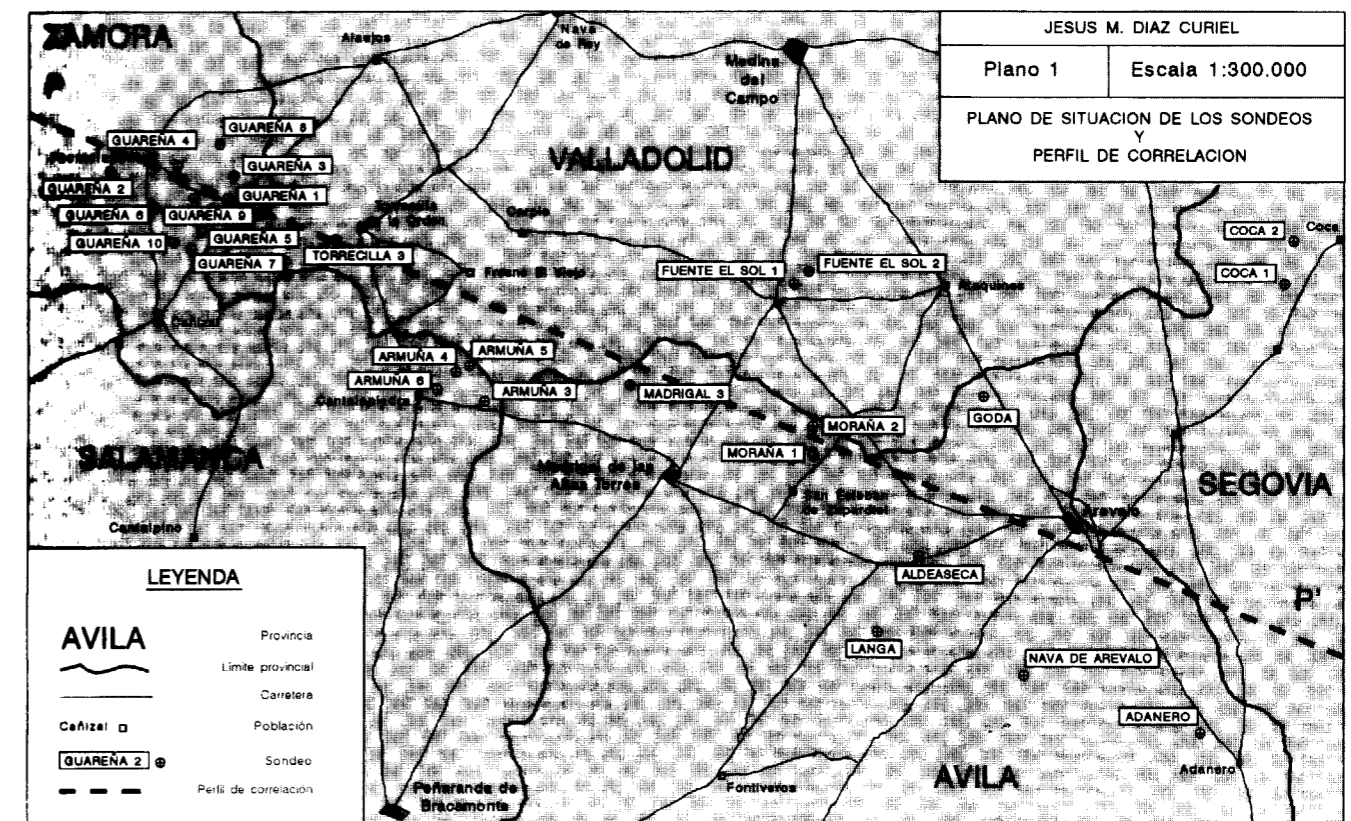 ZAMORA
P
Alaejos
Nava
de Rey
Medina
del
Campo
JESUS M. DIAZ CURIEL
Plano 1
Escala 1:300.000
PLANO DE SITUACION DE LOS SONDEOS
Y
PERFIL DE CORRELACION
GUAREÑA 4
GUAREÑA 8
VALLADOLID
GUAREÑA 3
GUAREÑA 2
GUAREÑA 1
GUAREÑA 6
GUAREÑA 9
Carpio
GUAREÑA 10
GUAREÑA 5
COCA 2
Coca
TORRECILLA 3
GUAREÑA 7
Fresno El Viejo
FUENTE EL SOL 1
FUENTE EL SOL 2
COCA 1
Ataquines
ARMUÑA 4
ARMUÑA 5
ARMUÑA 6
ARMUÑA 3
Cantalapiedra
MADRIGAL 3
GODA
MORAÑA 2
MORAÑA 1
SALAMANCA
Madrigal de las
Altas Torres
San Esteban
de Zapardiel
SEGOVIA
Arevalo
Cantalpino
ALDEASECA
P'
LANGA
NAVA DE AREVALO
ADANERO
Adanero
AVILA
Fontiveros
Peñaranda de
Bracamonte
LEYENDA
AVILA Provincia
Límite provincial
Carretera
Cañizal Población
GUAREÑA 2 Sondeo
Perfil de correlación